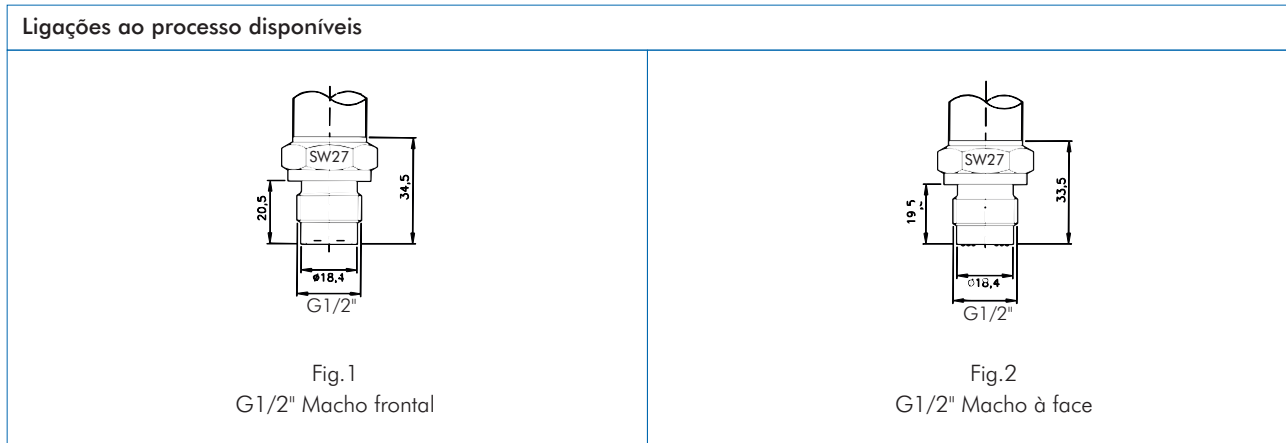 Ligações ao processo disponíveis
SW27
34,5
20,5
ø18,4
G1/2"
Fig.1
G1/2" Macho frontal
SW27
33,5
19,5
ø18,4
G1/2"
Fig.2
G1/2" Macho à face